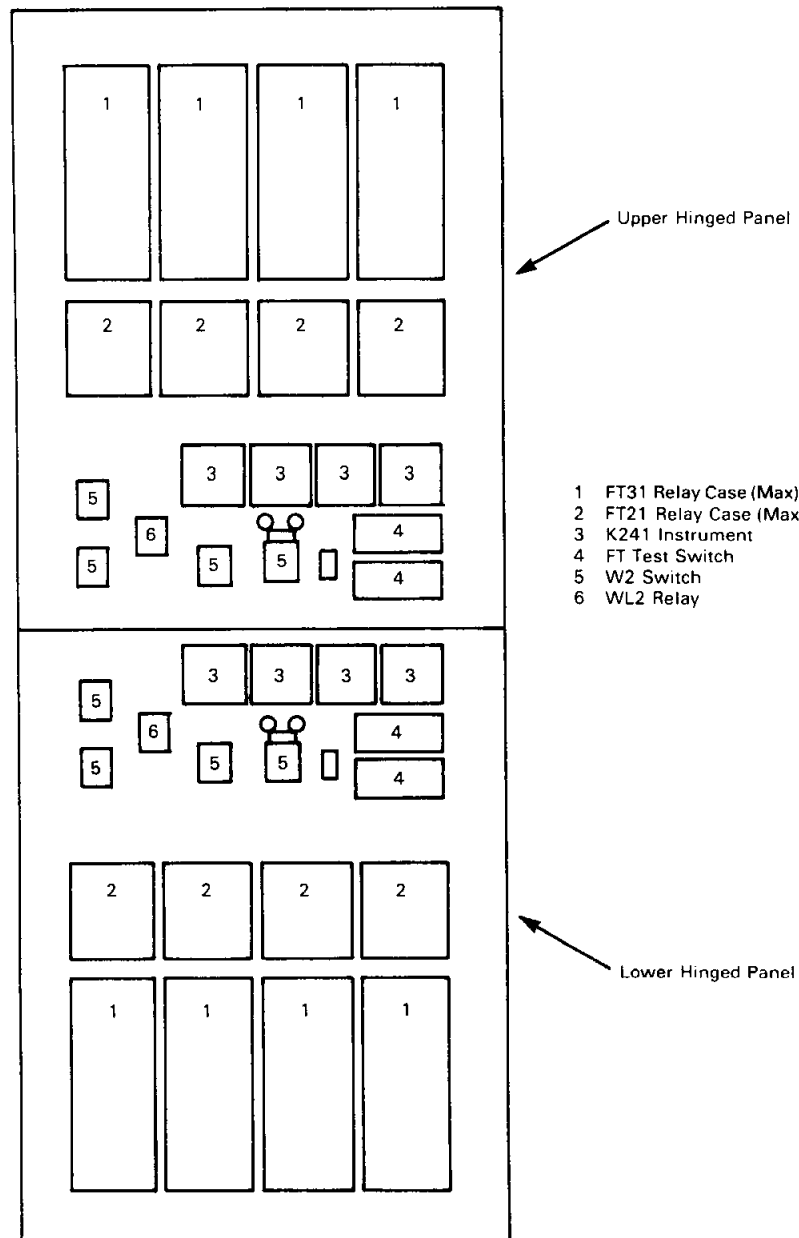 1 1 1 1
Upper Hinged Panel
2 2 2 2
3 3 3 3
5
6
4
5
5
5
4
1 FT31 Relay Case (Max)
2 FT21 Relay Case (Max
3 K241 Instrument
4 FT Test Switch
5 W2 Switch
6 WL2 Relay
3 3 3 3
5
6
4
5
5
5
4
2 2 2 2
Lower Hinged Panel
1 1 1 1